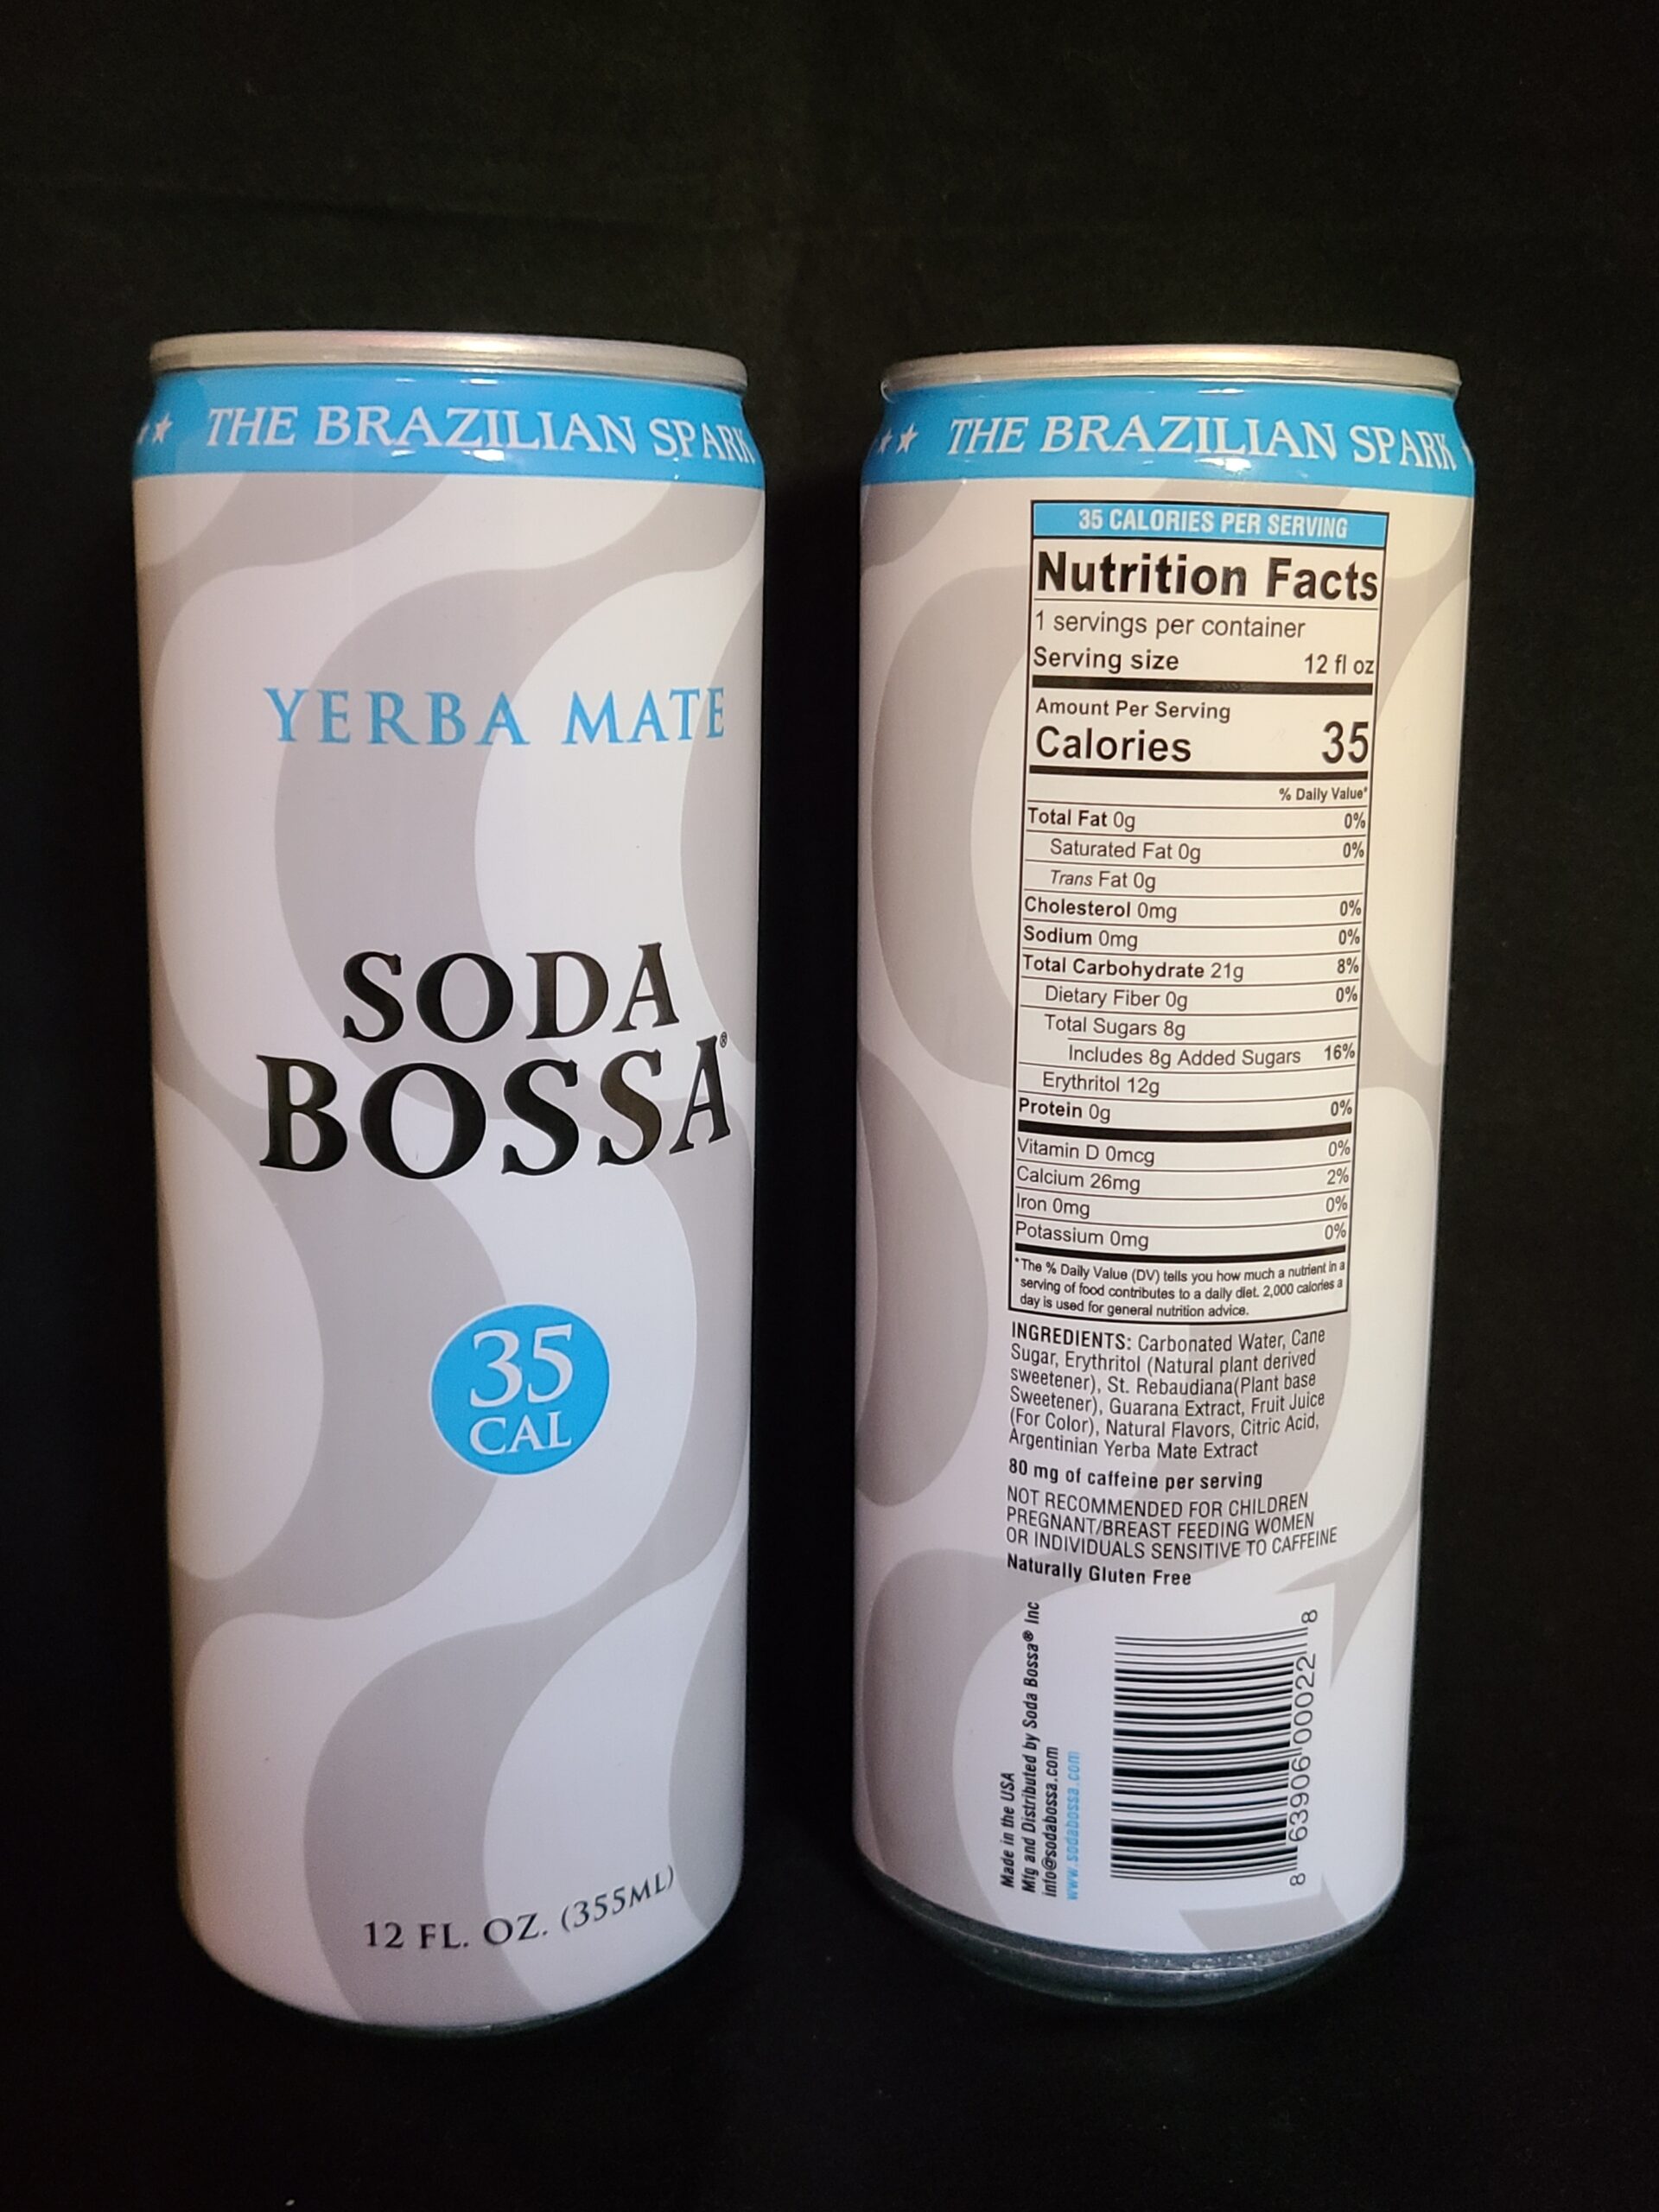 ★★ THE BRAZILIAN SPARK
YERBA MATE
SODA
BOSSA®
35
CAL
12 FL. OZ. (355ML)
★★ THE BRAZILIAN SPARK
35 CALORIES PER SERVING
Nutrition Facts
1 servings per container
Serving size 12 fl oz
Amount Per Serving
Calories 35
% Daily Value*
Total Fat 0g 0%
Saturated Fat 0g 0%
Trans Fat 0g
Cholesterol 0mg 0%
Sodium 0mg 0%
Total Carbohydrate 21g 8%
Dietary Fiber 0g 0%
Total Sugars 8g
Includes 8g Added Sugars 16%
Erythritol 12g
Protein 0g 0%
Vitamin D 0mcg 0%
Calcium 26mg 2%
Iron 0mg 0%
Potassium 0mg 0%
*The % Daily Value (DV) tells you how much a nutrient in a
serving of food contributes to a daily diet. 2,000 calories a
day is used for general nutrition advice.
INGREDIENTS: Carbonated Water, Cane
Sugar, Erythritol (Natural plant derived
sweetener), St. Rebaudiana(Plant base
Sweetener), Guarana Extract, Fruit Juice
(For Color), Natural Flavors, Citric Acid,
Argentinian Yerba Mate Extract
80 mg of caffeine per serving
NOT RECOMMENDED FOR CHILDREN
PREGNANT/BREAST FEEDING WOMEN
OR INDIVIDUALS SENSITIVE TO CAFFEINE
Naturally Gluten Free
Made in the USA
Mfg and Distributed by Soda Bossa® Inc
info@sodabossa.com
www.sodabossa.com
8 63906 00022 8